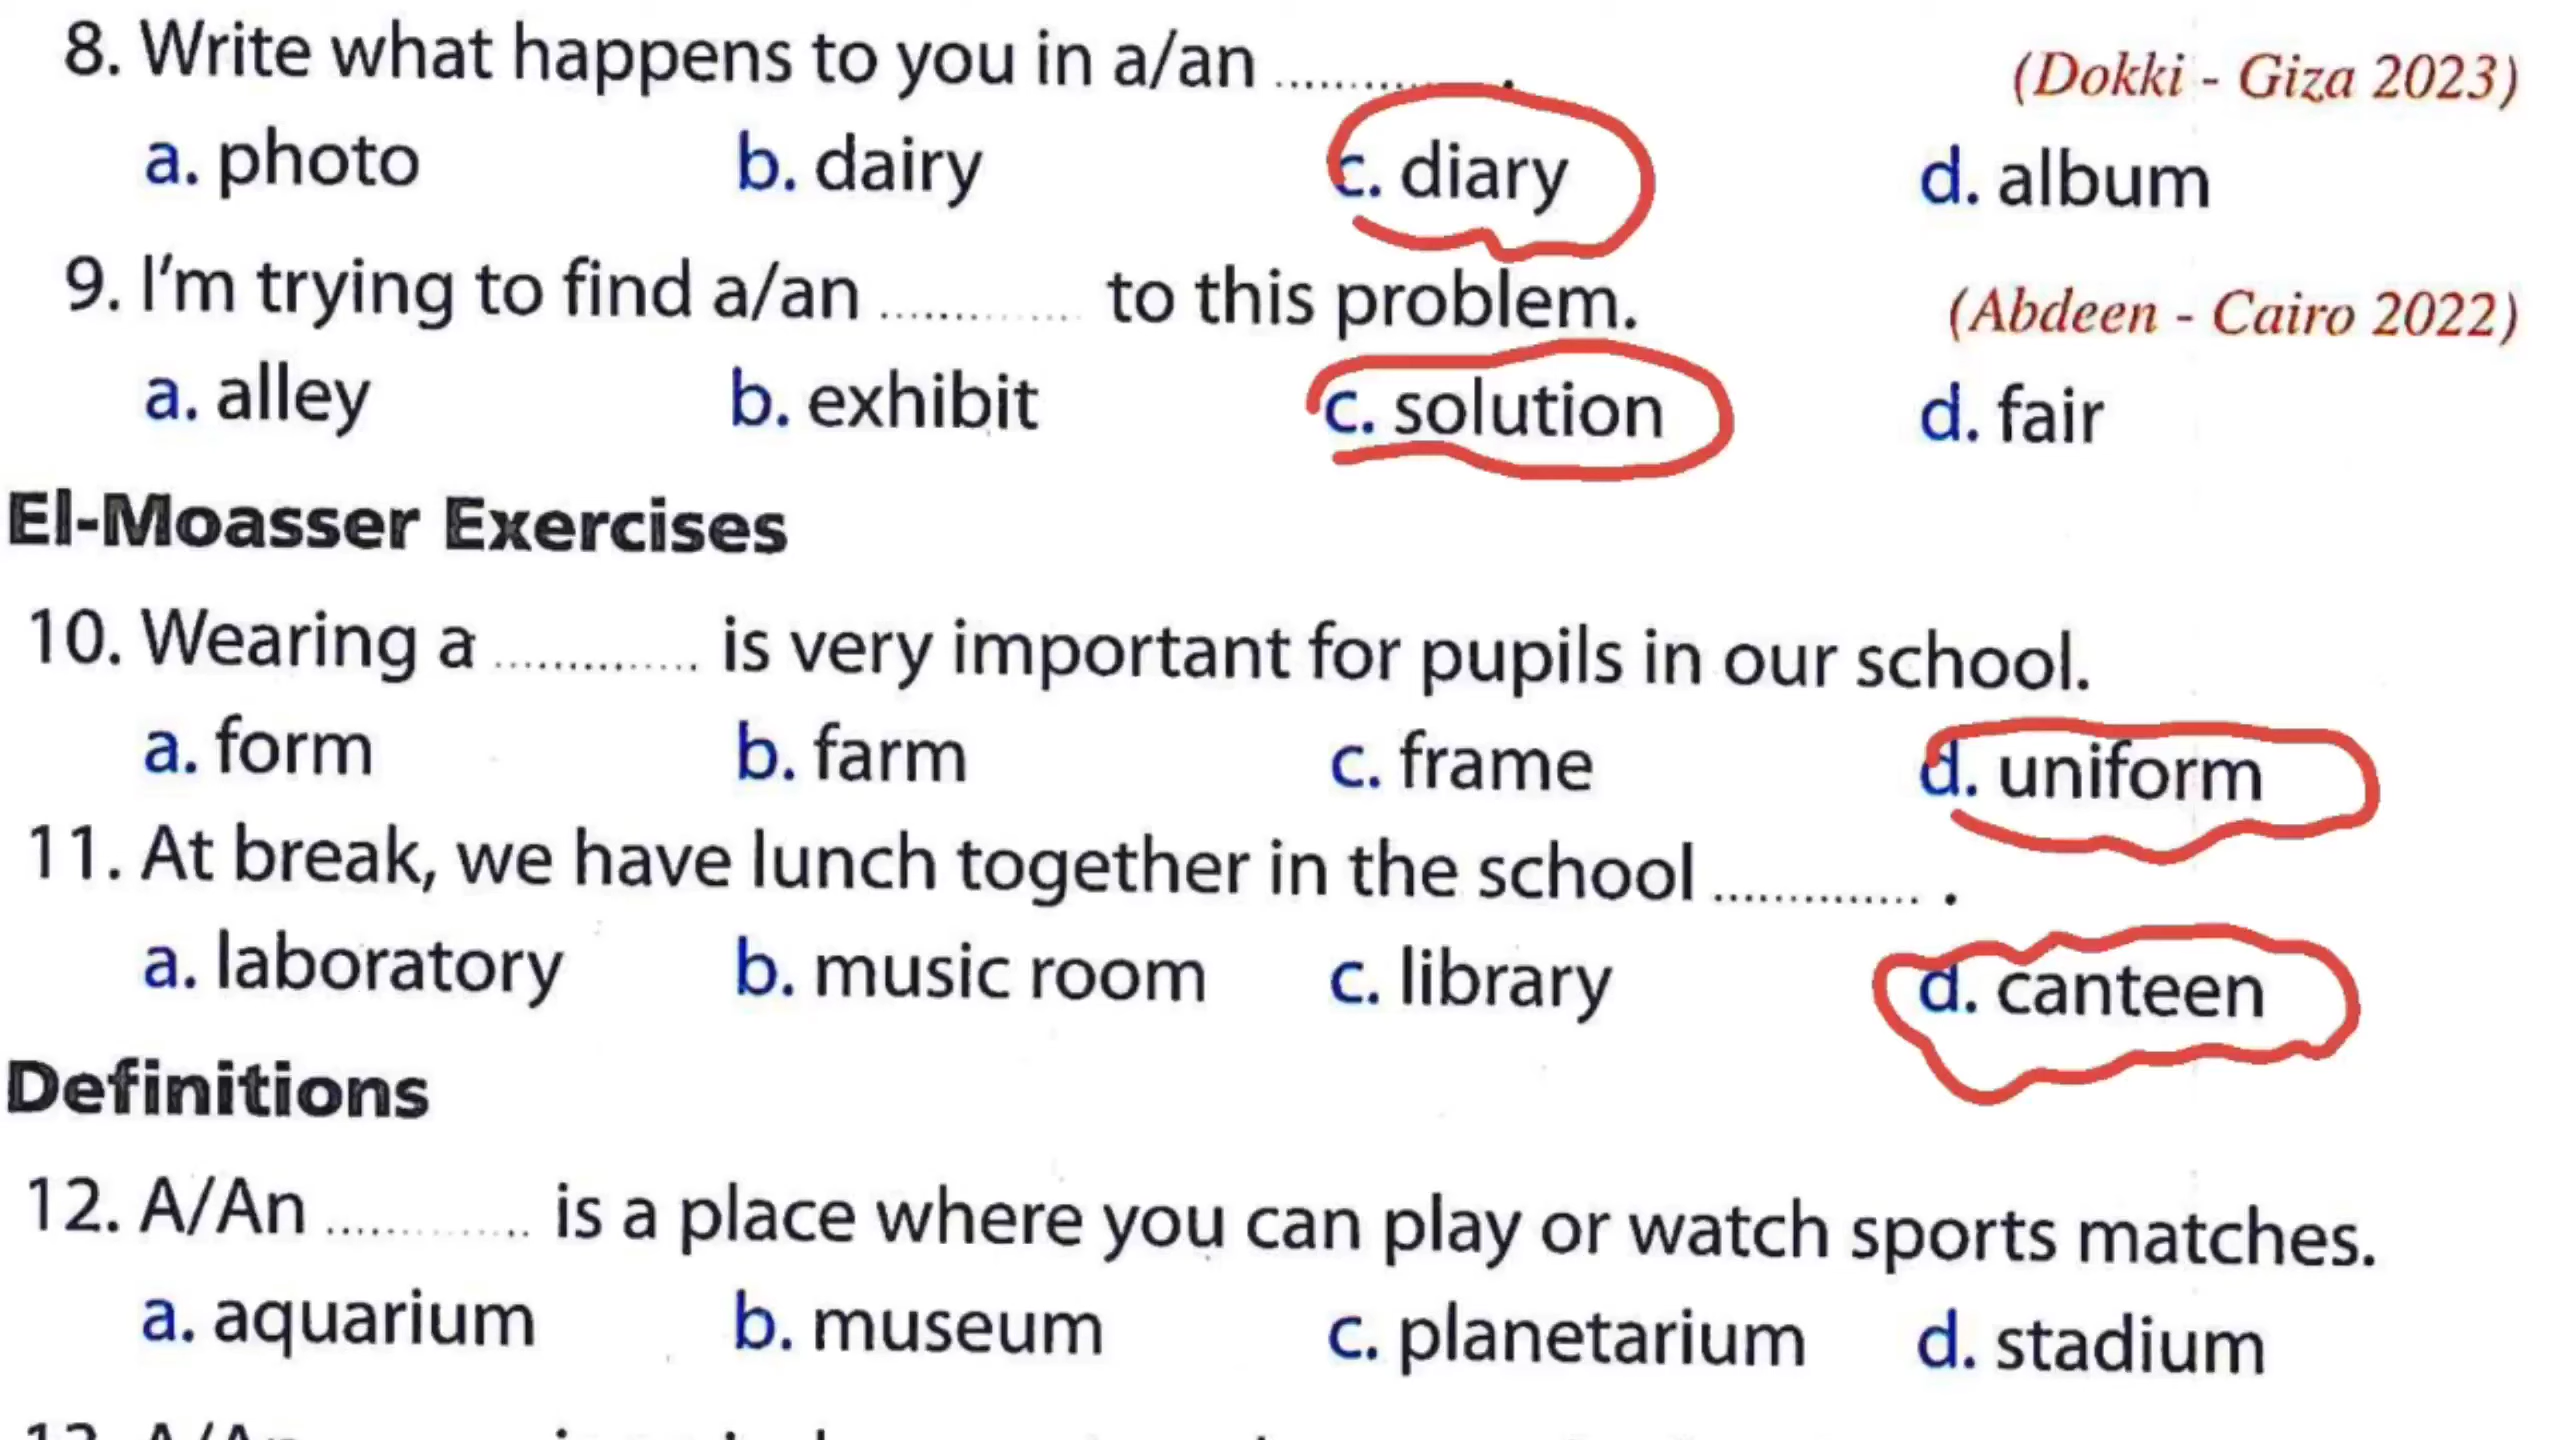 8. Write what happens to you in a/an ............... . (Dokki - Giza 2023)
a. photo b. dairy c. diary d. album
9. I'm trying to find a/an ............... to this problem. (Abdeen - Cairo 2022)
a. alley b. exhibit c. solution d. fair
El-Moasser Exercises
10. Wearing a ............... is very important for pupils in our school.
a. form b. farm c. frame d. uniform
11. At break, we have lunch together in the school ............... .
a. laboratory b. music room c. library d. canteen
Definitions
12. A/An ............... is a place where you can play or watch sports matches.
a. aquarium b. museum c. planetarium d. stadium